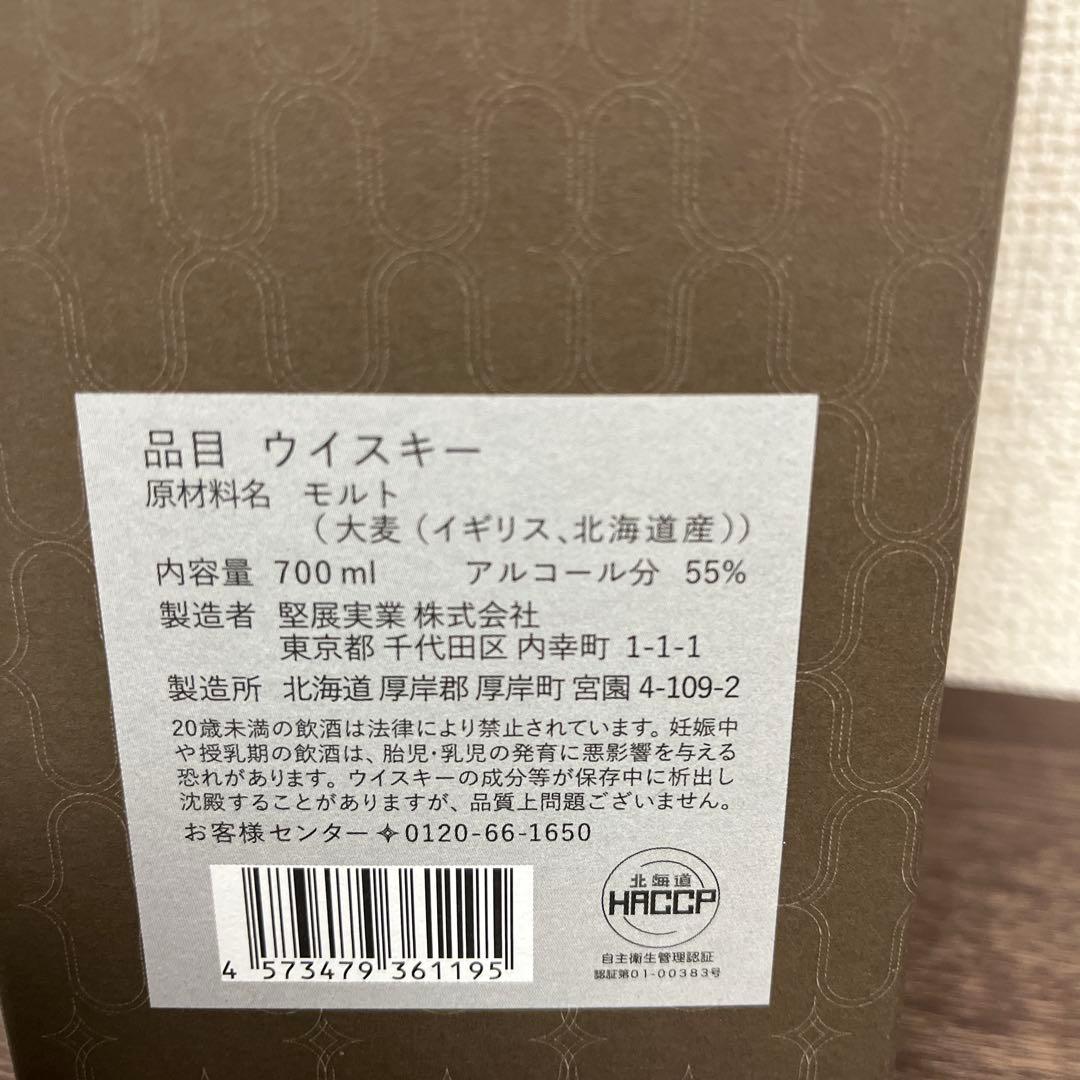 品目 ウイスキー
原材料名 モルト
（大麦（イギリス、北海道産））
内容量 700ml アルコール分 55%
製造者 堅展実業 株式会社
東京都 千代田区 内幸町 1-1-1
製造所 北海道 厚岸郡 厚岸町 宮園 4-109-2
20歳未満の飲酒は法律により禁止されています。妊娠中
や授乳期の飲酒は、胎児・乳児の発育に悪影響を与える
恐れがあります。ウイスキーの成分等が保存中に析出し
沈殿することがありますが、品質上問題ございません。
お客様センター✧0120-66-1650
4 573479 361195
北海道
HACCP
自主衛生管理認証
認証第01-00383号